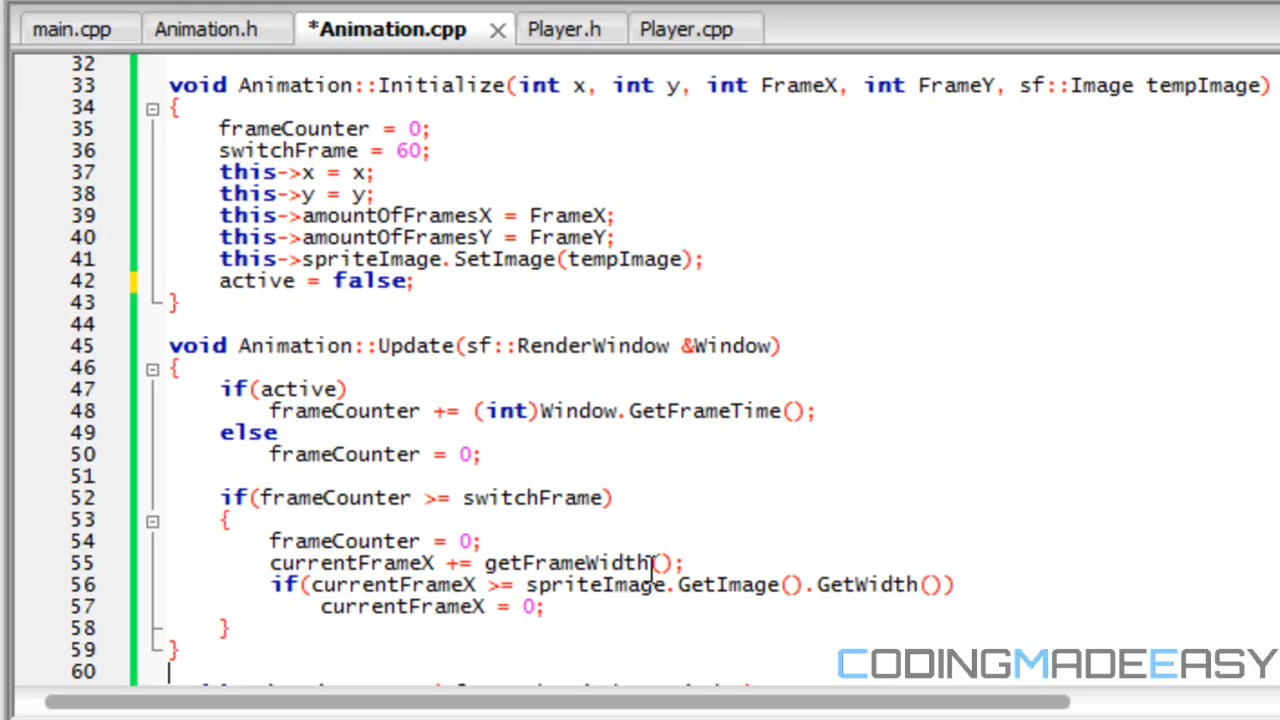 main.cpp Animation.h *Animation.cpp Player.h Player.cpp
32
33 void Animation::Initialize(int x, int y, int FrameX, int FrameY, sf::Image tempImage)
34 {
35 frameCounter = 0;
36 switchFrame = 60;
37 this->x = x;
38 this->y = y;
39 this->amountOfFramesX = FrameX;
40 this->amountOfFramesY = FrameY;
41 this->spriteImage.SetImage(tempImage);
42 active = false;
43 }
44
45 void Animation::Update(sf::RenderWindow &Window)
46 {
47 if(active)
48 frameCounter += (int)Window.GetFrameTime();
49 else
50 frameCounter = 0;
51
52 if(frameCounter >= switchFrame)
53 {
54 frameCounter = 0;
55 currentFrameX += getFrameWidth();
56 if(currentFrameX >= spriteImage.GetImage().GetWidth())
57 currentFrameX = 0;
58 }
59 }
60
CODINGMADEEASY